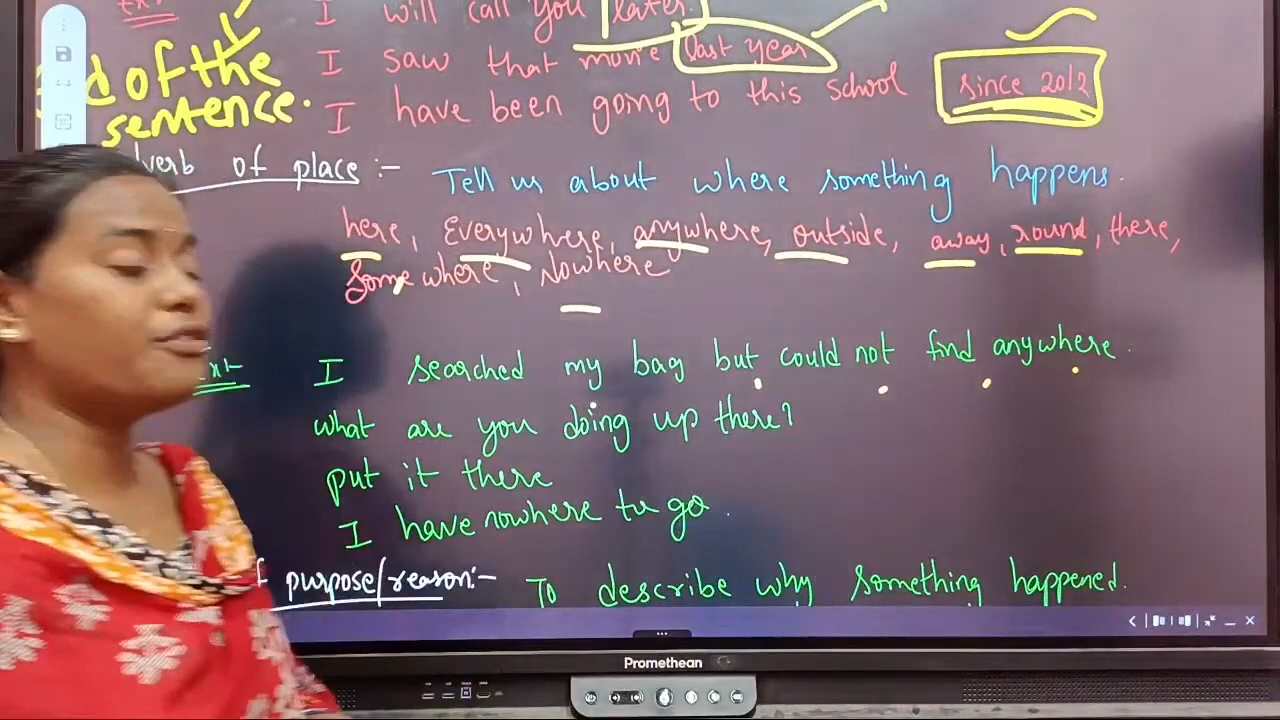 Ex:-
I will call you later.
I saw that movie last year
I have been going to this school since 2012
d of the
sentence.
verb of place :-
Tell us about where something happens.
here, Everywhere, anywhere, outside, away, round, there,
Somewhere, Nowhere
Ex:-
I searched my bag but could not find anywhere.
what are you doing up there?
put it there
I have nowhere to go.
f purpose/reason:-
To describe why something happened.
Promethean